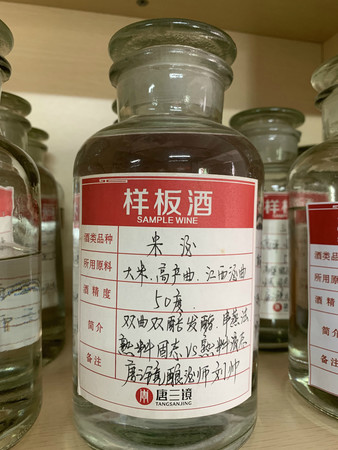 样板酒
SAMPLE WINE
酒类品种 米酒
所用原料 大米、高产曲、江西酒曲
酒精度 50度
简介 双曲双酵发酵、串蒸法
熟料固态VS熟料液态
备注 唐三镜酿酒师刘帅
唐三镜
TANGSANJING